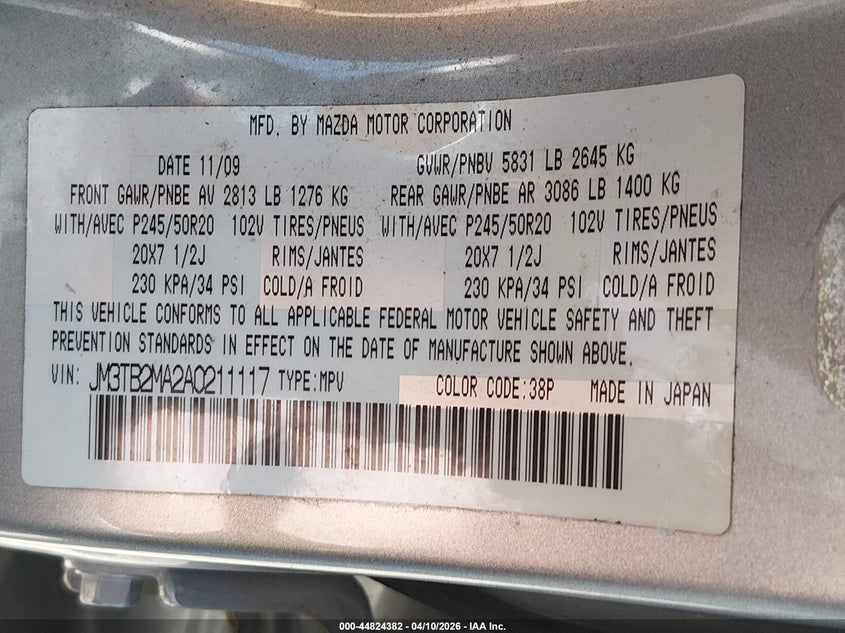 MFD. BY MAZDA MOTOR CORPORATION
DATE 11/09 GVWR/PNBV 5831 LB 2645 KG
FRONT GAWR/PNBE AV 2813 LB 1276 KG REAR GAWR/PNBE AR 3086 LB 1400 KG
WITH/AVEC P245/50R20 102V TIRES/PNEUS WITH/AVEC P245/50R20 102V TIRES/PNEUS
20X7 1/2J RIMS/JANTES 20X7 1/2J RIMS/JANTES
230 KPA/34 PSI COLD/A FROID 230 KPA/34 PSI COLD/A FROID
THIS VEHICLE CONFORMS TO ALL APPLICABLE FEDERAL MOTOR VEHICLE SAFETY AND THEFT
PREVENTION STANDARDS IN EFFECT ON THE DATE OF MANUFACTURE SHOWN ABOVE.
VIN: JM3TB2MA2A0211117 TYPE:MPV COLOR CODE:38P MADE IN JAPAN
000-44824382 - 04/10/2026 - IAA Inc.